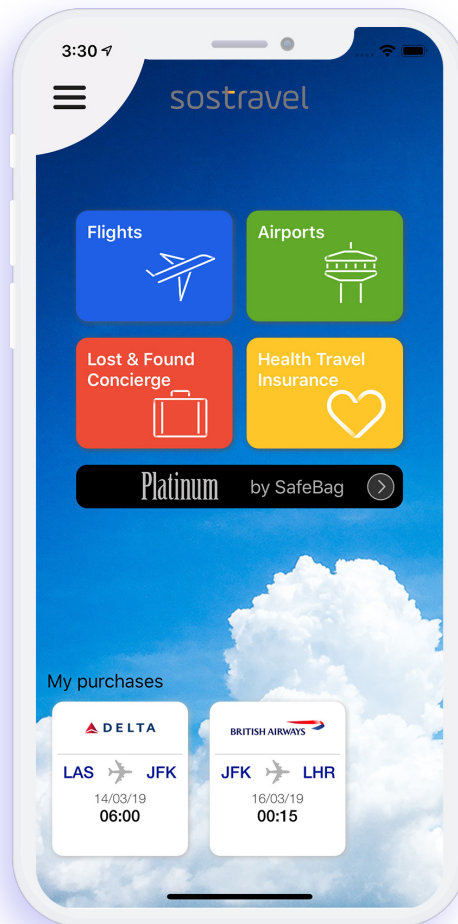 3:30
sostravel
Flights
Airports
Lost & Found
Concierge
Health Travel
Insurance
Platinum by SafeBag
My purchases
DELTA
LAS JFK
14/03/19
06:00
BRITISH AIRWAYS
JFK LHR
16/03/19
00:15